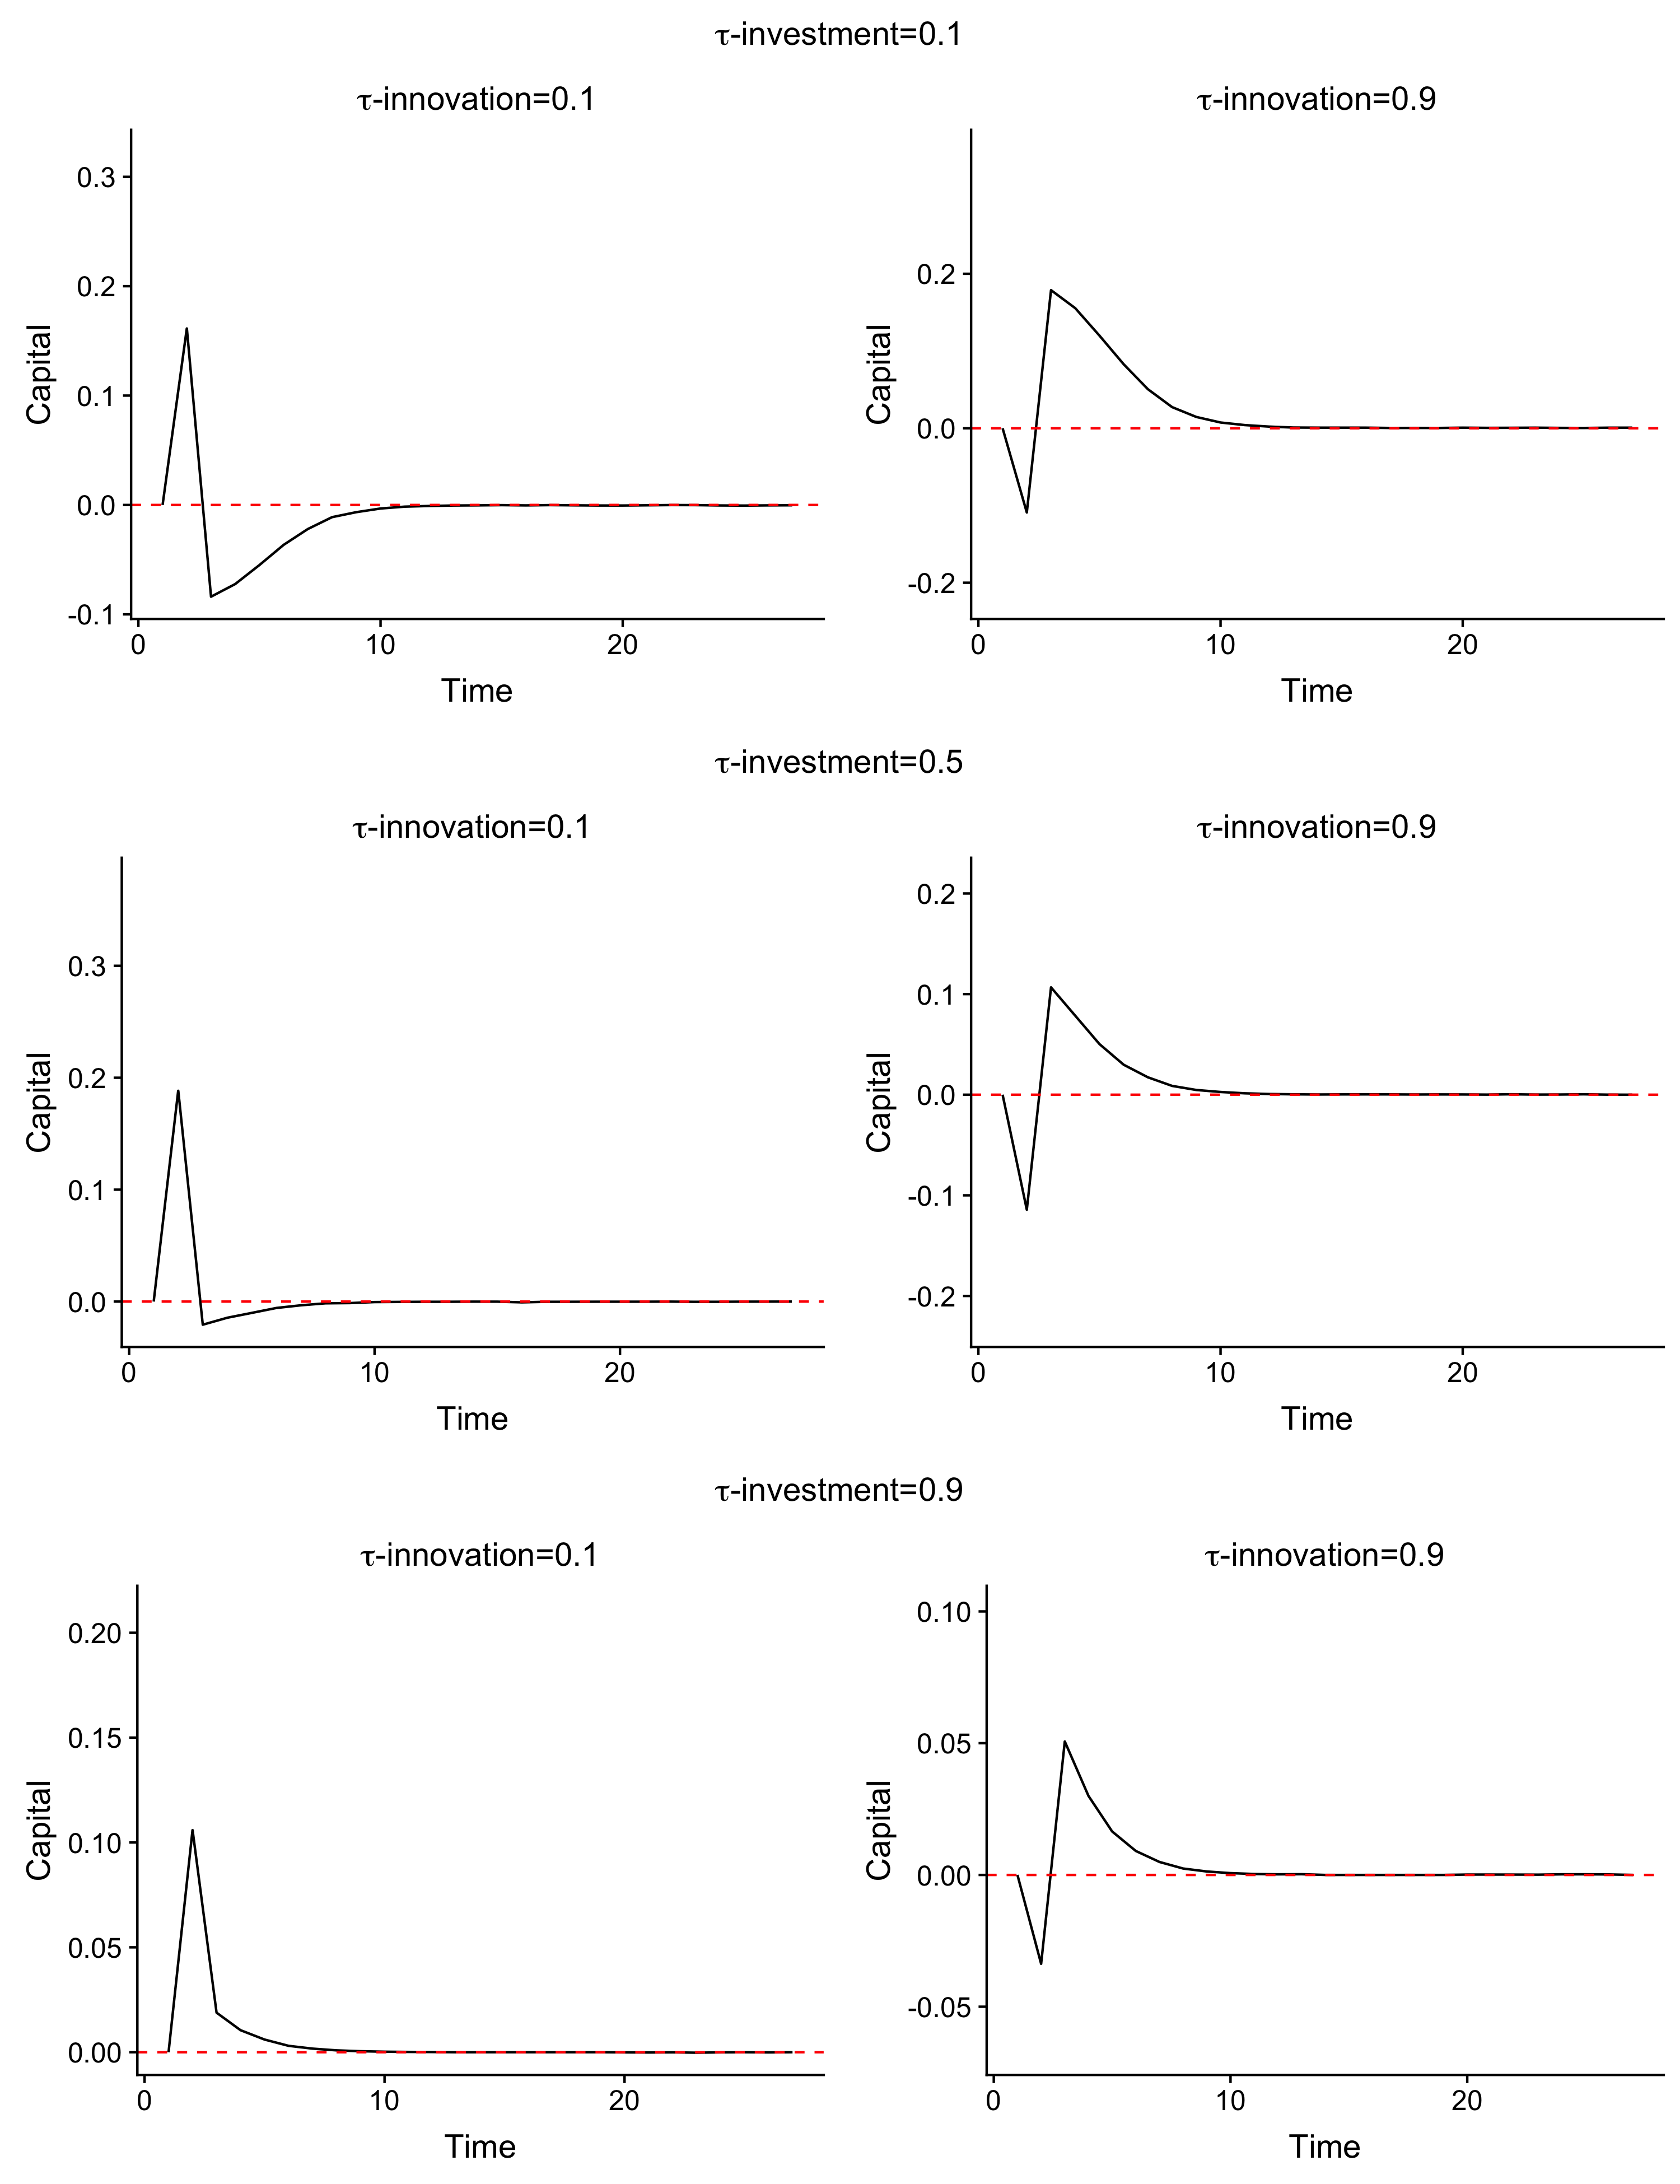 τ-investment=0.1
τ-innovation=0.1
0.3
0.2
0.1
0.0
-0.1
Capital
0 10 20
Time
τ-innovation=0.9
0.2
0.0
-0.2
Capital
0 10 20
Time
τ-investment=0.5
τ-innovation=0.1
0.3
0.2
0.1
0.0
Capital
0 10 20
Time
τ-innovation=0.9
0.2
0.1
0.0
-0.1
-0.2
Capital
0 10 20
Time
τ-investment=0.9
τ-innovation=0.1
0.20
0.15
0.10
0.05
0.00
Capital
0 10 20
Time
τ-innovation=0.9
0.10
0.05
0.00
-0.05
Capital
0 10 20
Time